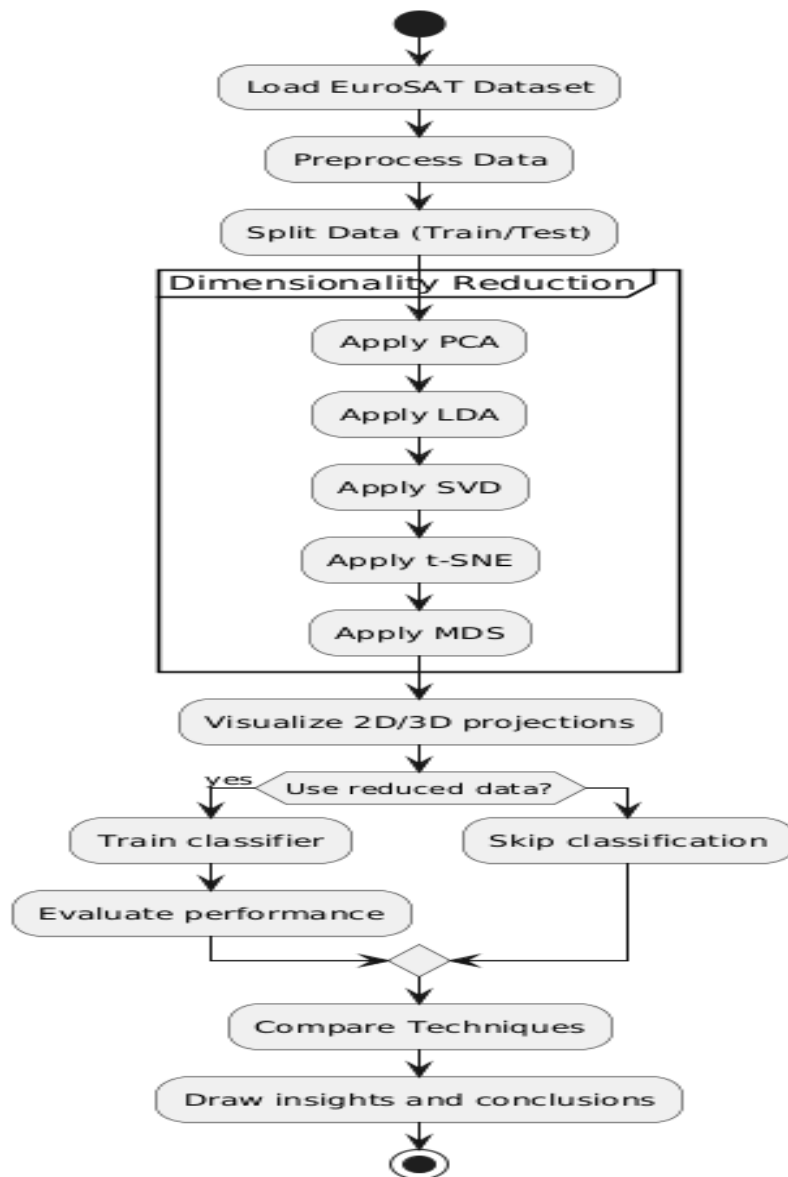 Load EuroSAT Dataset
Preprocess Data
Split Data (Train/Test)
Dimensionality Reduction
Apply PCA
Apply LDA
Apply SVD
Apply t-SNE
Apply MDS
Visualize 2D/3D projections
yes
Use reduced data?
Train classifier
Skip classification
Evaluate performance
Compare Techniques
Draw insights and conclusions